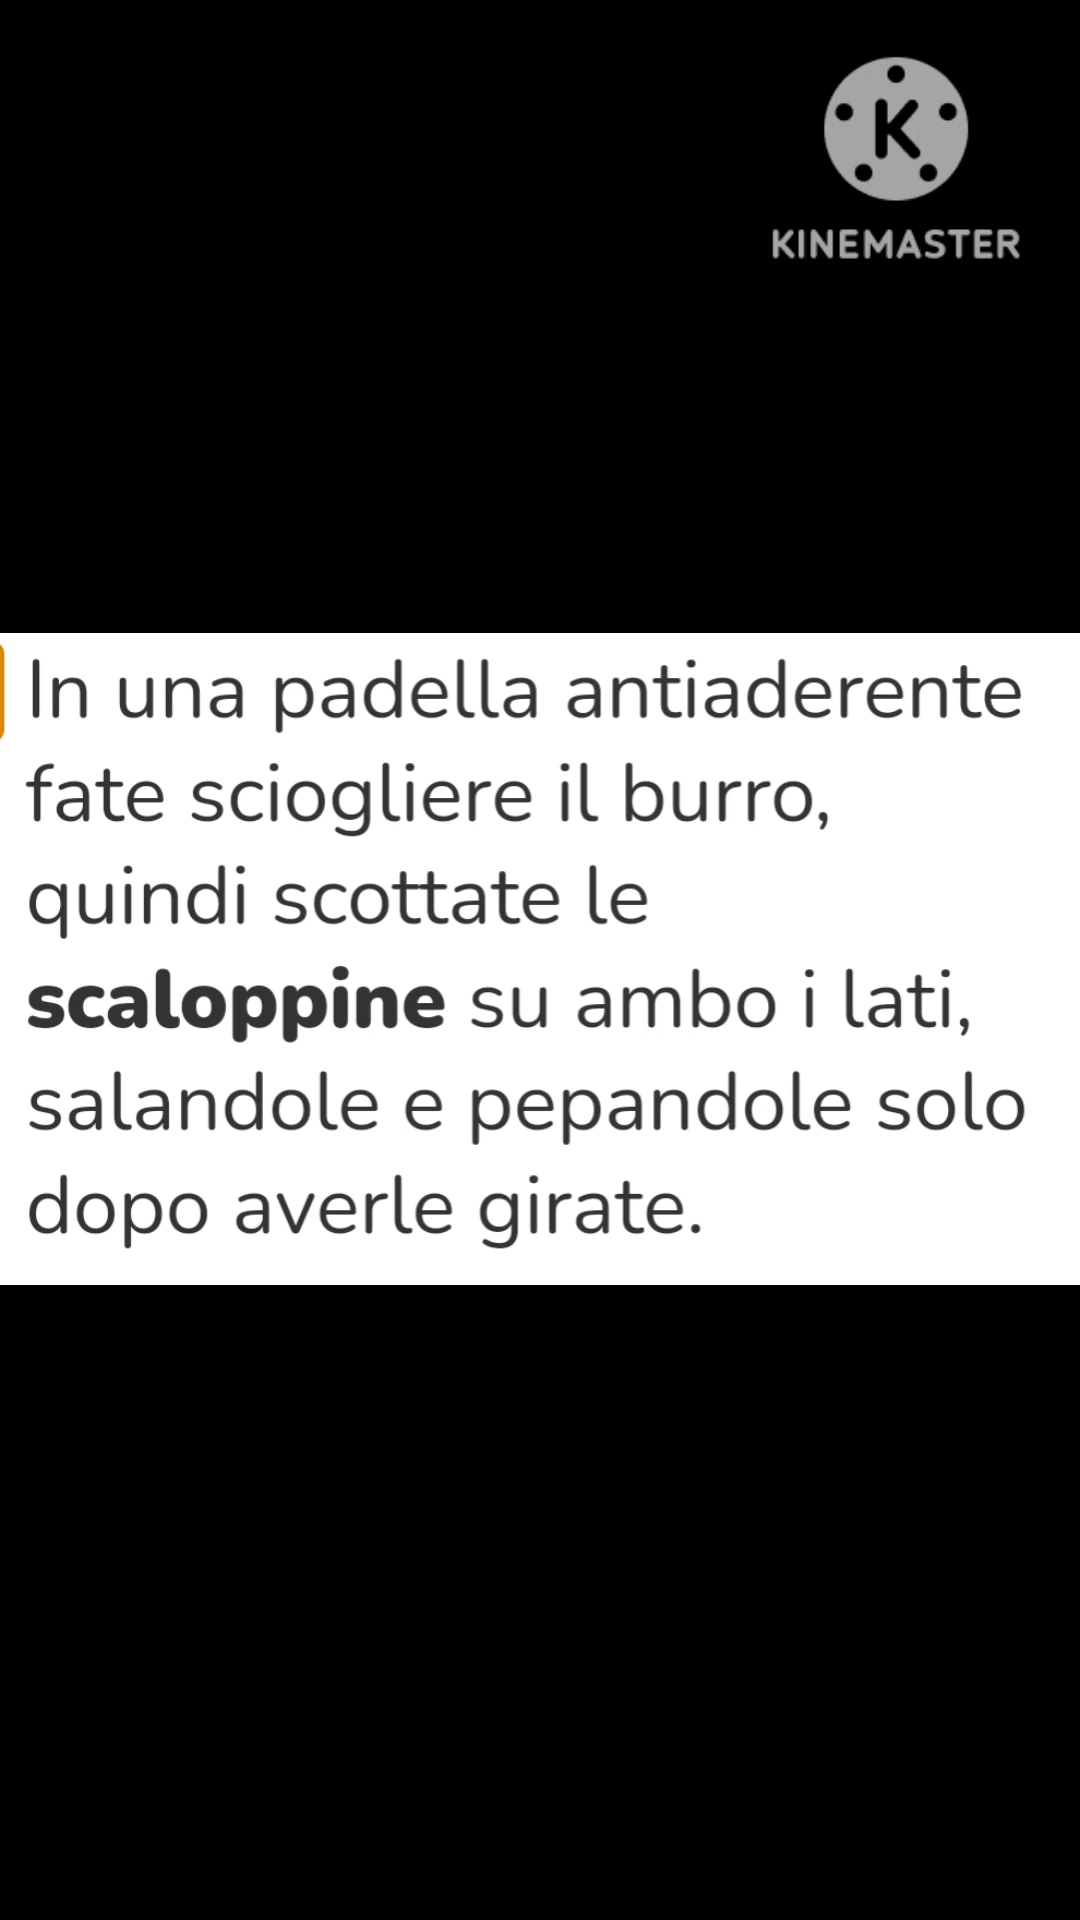 KINEMASTER
In una padella antiaderente
fate sciogliere il burro,
quindi scottate le
scaloppine su ambo i lati,
salandole e pepandole solo
dopo averle girate.